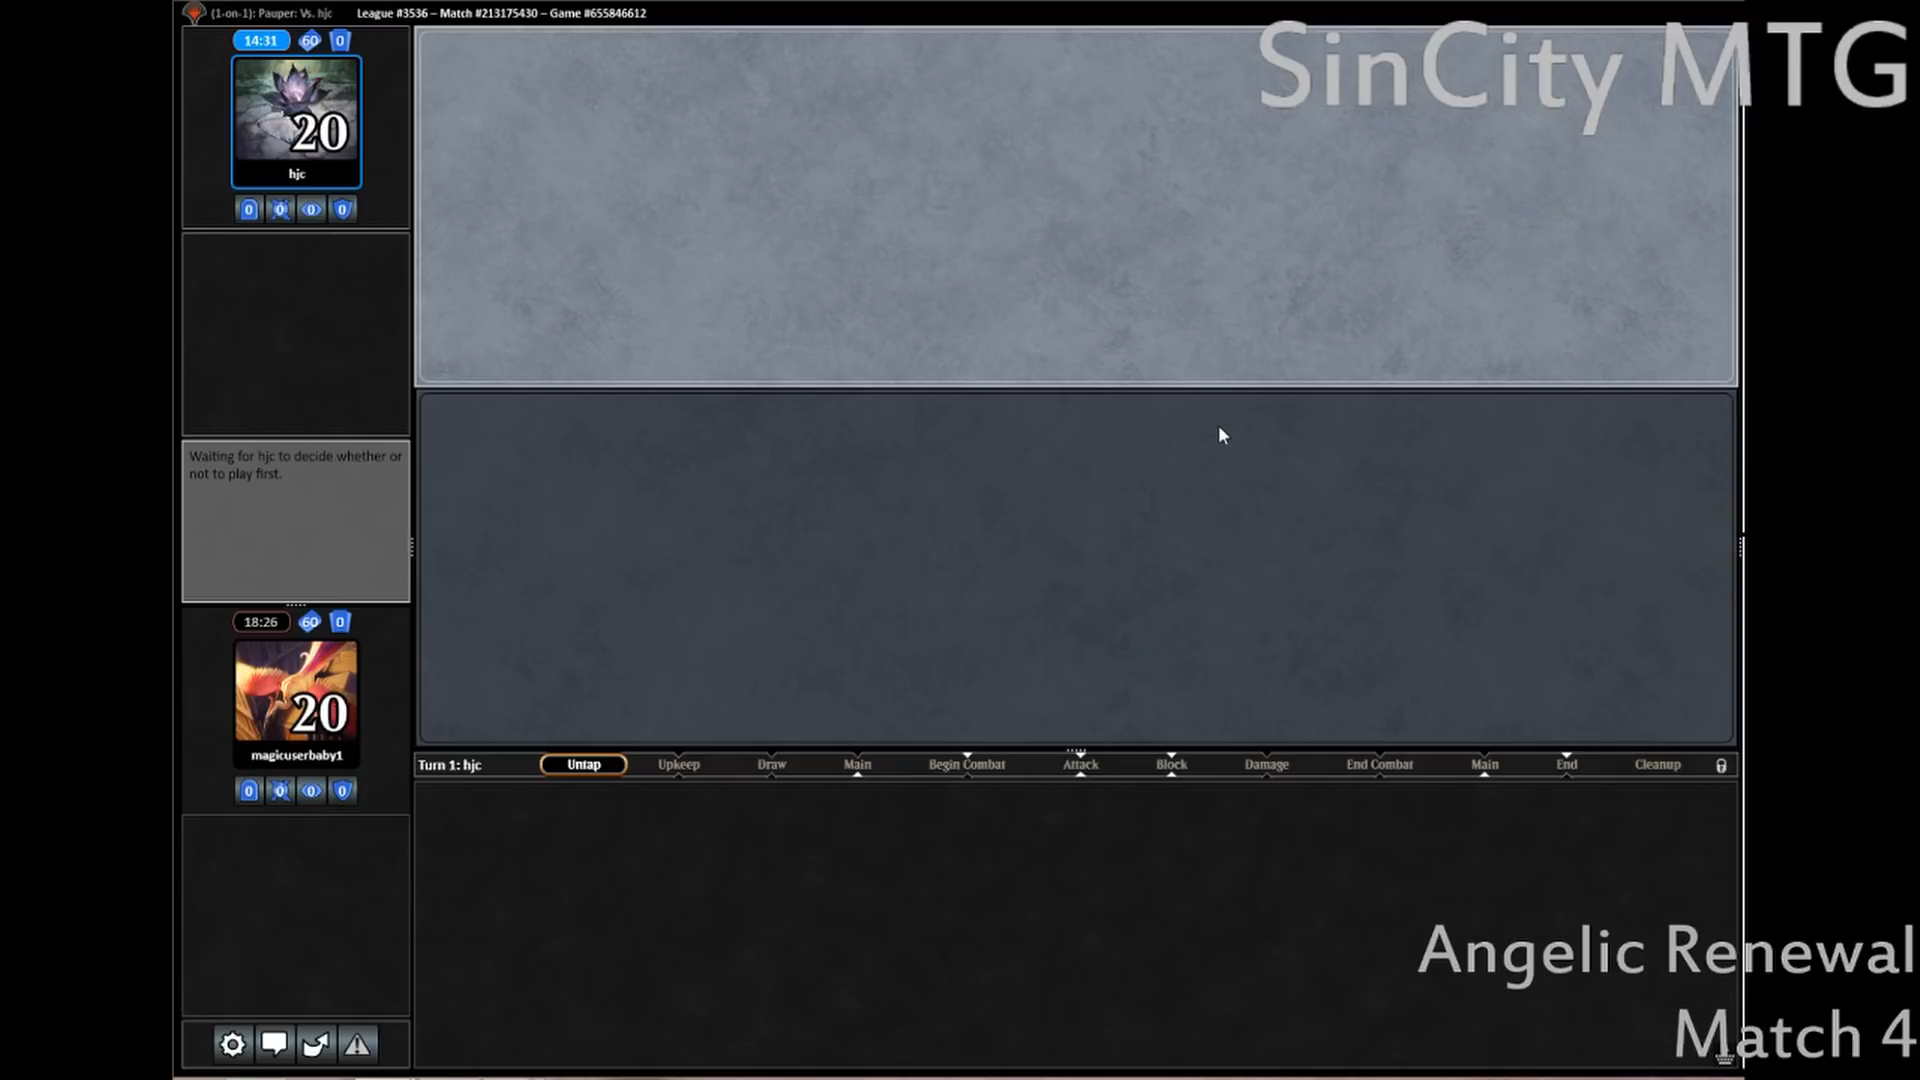 (1-on-1): Pauper: Vs. hjc League #3536 – Match #213175430 – Game #655846612
SinCity MTG
14:31 60 0
20
hjc
0 0 0 0
Waiting for hjc to decide whether or
not to play first.
18:26 60 0
20
magicuserbaby1
0 0 0 0
Turn 1: hjc Untap Upkeep Draw Main Begin Combat Attack Block Damage End Combat Main End Cleanup
Angelic Renewal
Match 4